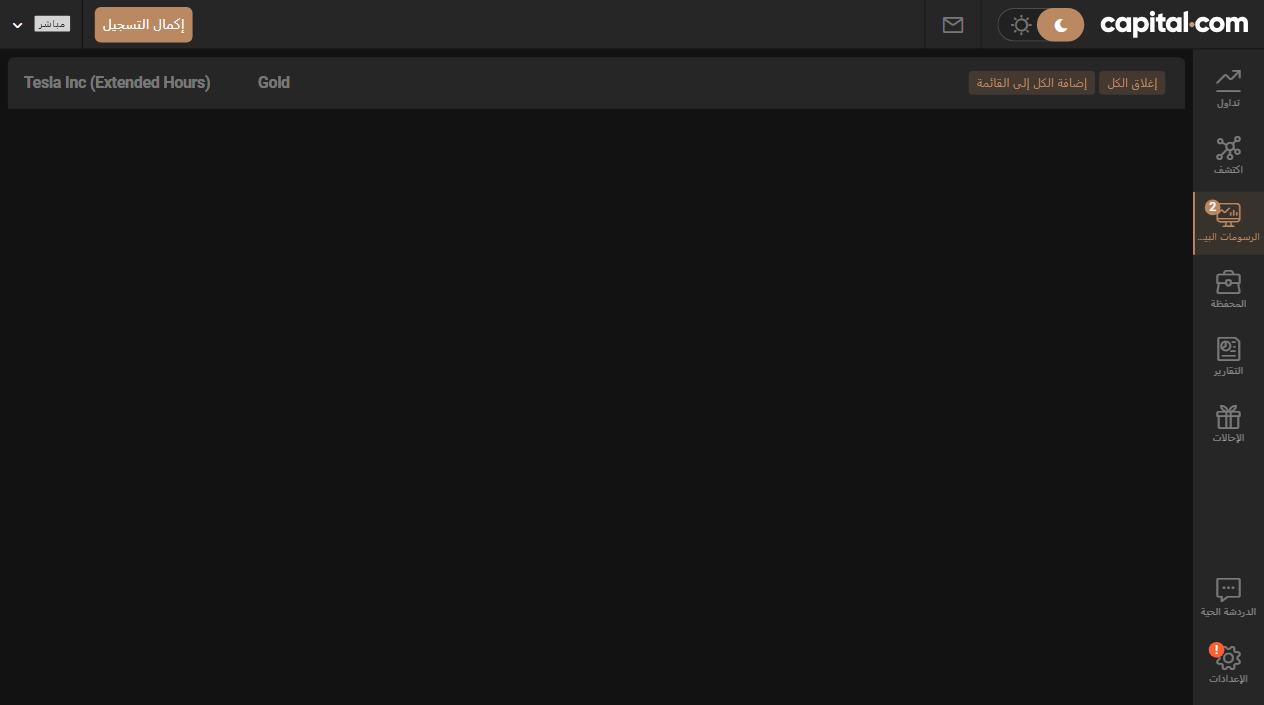 capital.com
إكمال التسجيل
مباشر
Tesla Inc (Extended Hours)
Gold
إضافة الكل إلى القائمة
إغلاق الكل
تداول
اكتشف
2
الرسومات البيـ...
المحفظة
التقارير
الإحالات
الدردشة الحية
!
الإعدادات